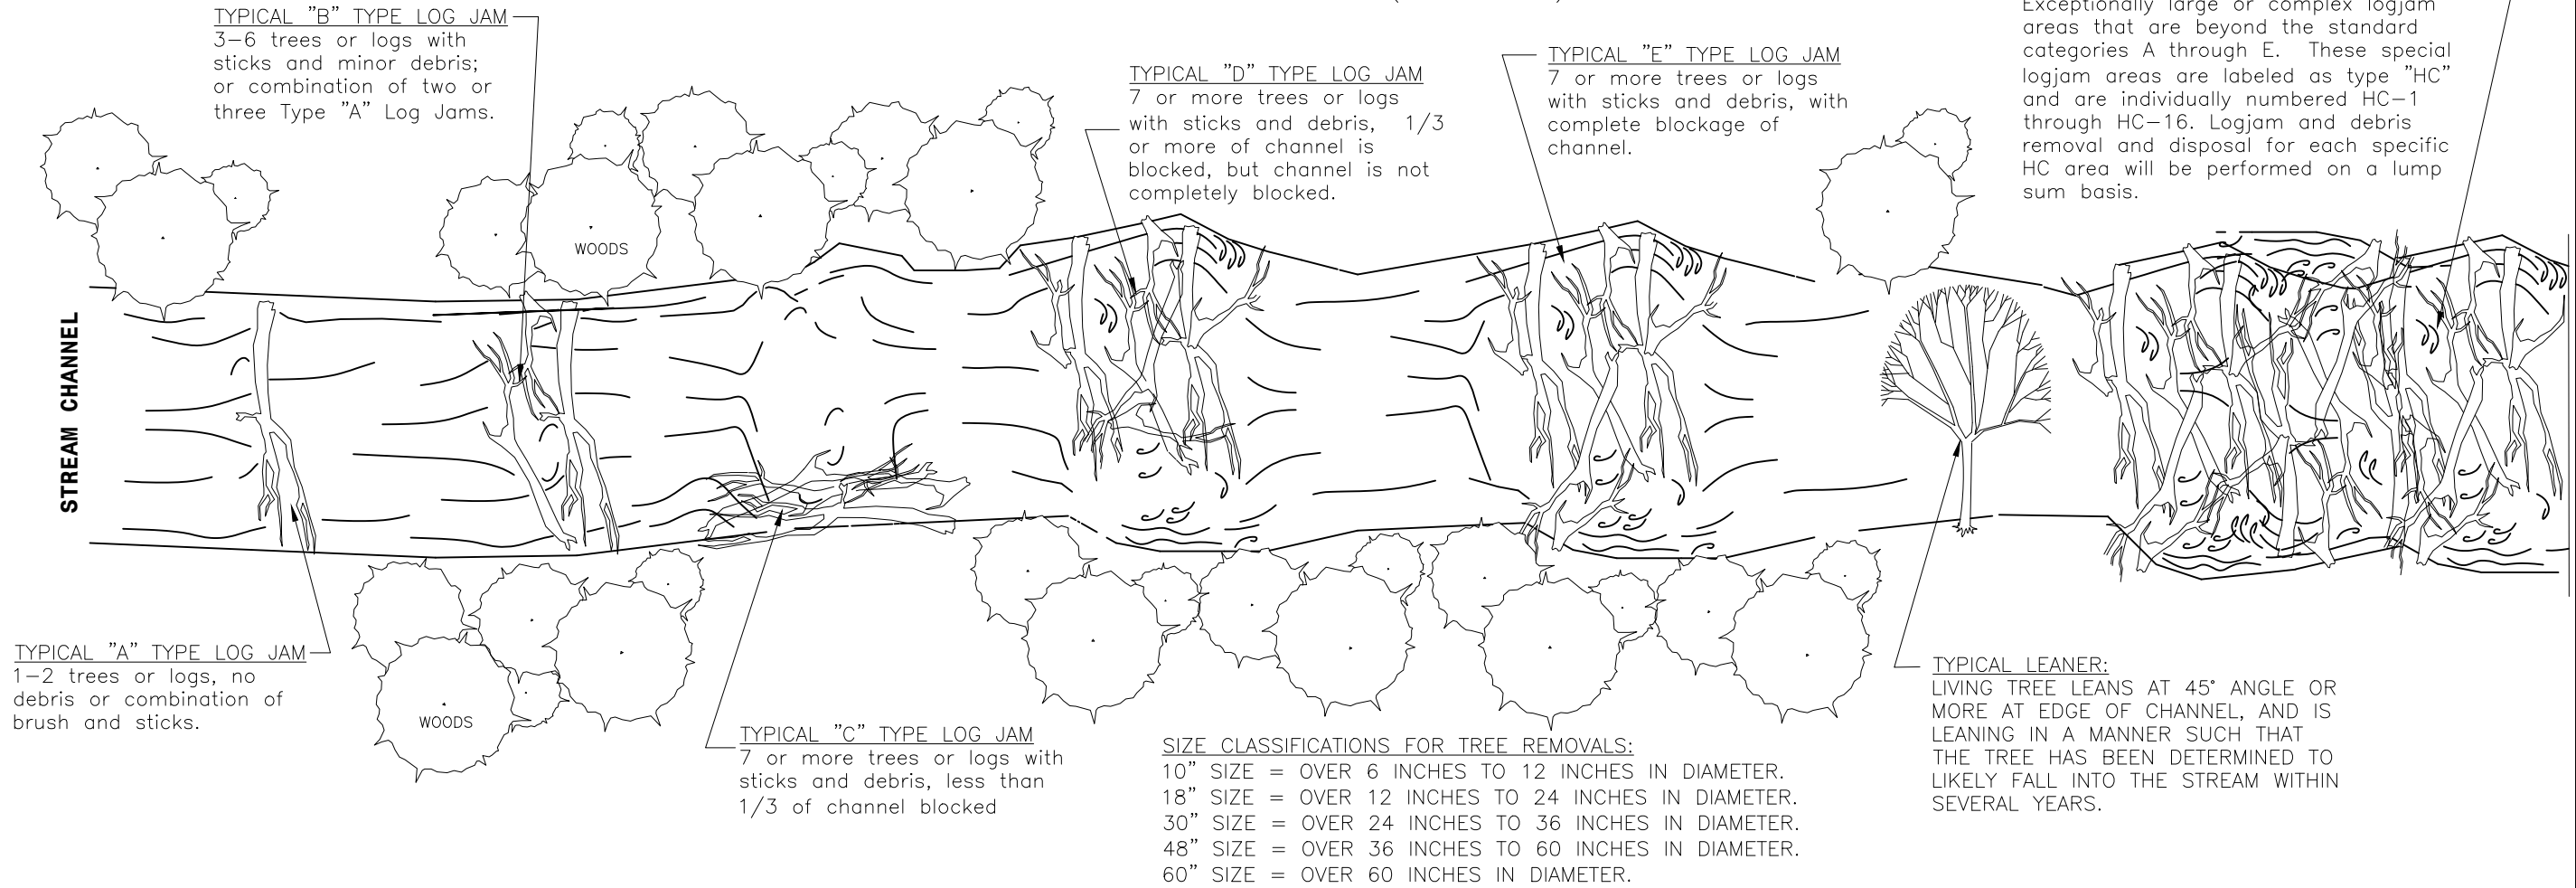 TYPICAL "B" TYPE LOG JAM
3-6 trees or logs with
sticks and minor debris;
or combination of two or
three Type "A" Log Jams.
TYPICAL "D" TYPE LOG JAM
7 or more trees or logs
with sticks and debris, 1/3
or more of channel is
blocked, but channel is not
completely blocked.
TYPICAL "E" TYPE LOG JAM
7 or more trees or logs
with sticks and debris, with
complete blockage of
channel.
Exceptionally large or complex logjam
areas that are beyond the standard
categories A through E. These special
logjam areas are labeled as type "HC"
and are individually numbered HC-1
through HC-16. Logjam and debris
removal and disposal for each specific
HC area will be performed on a lump
sum basis.
WOODS
STREAM CHANNEL
TYPICAL "A" TYPE LOG JAM
1-2 trees or logs, no
debris or combination of
brush and sticks.
WOODS
TYPICAL "C" TYPE LOG JAM
7 or more trees or logs with
sticks and debris, less than
1/3 of channel blocked
SIZE CLASSIFICATIONS FOR TREE REMOVALS:
10" SIZE = OVER 6 INCHES TO 12 INCHES IN DIAMETER.
18" SIZE = OVER 12 INCHES TO 24 INCHES IN DIAMETER.
30" SIZE = OVER 24 INCHES TO 36 INCHES IN DIAMETER.
48" SIZE = OVER 36 INCHES TO 60 INCHES IN DIAMETER.
60" SIZE = OVER 60 INCHES IN DIAMETER.
TYPICAL LEANER:
LIVING TREE LEANS AT 45° ANGLE OR
MORE AT EDGE OF CHANNEL, AND IS
LEANING IN A MANNER SUCH THAT
THE TREE HAS BEEN DETERMINED TO
LIKELY FALL INTO THE STREAM WITHIN
SEVERAL YEARS.